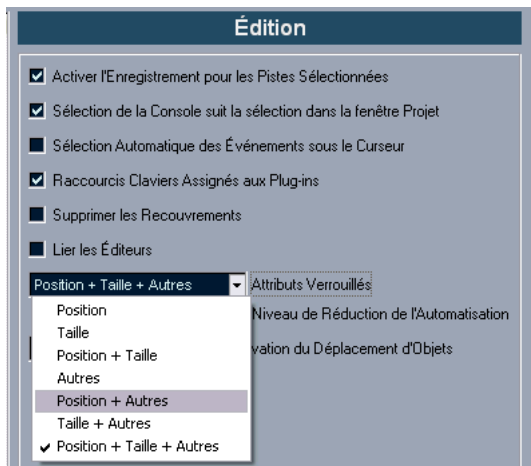 Édition
Activer l'Enregistrement pour les Pistes Sélectionnées
Sélection de la Console suit la sélection dans la fenêtre Projet
Sélection Automatique des Événements sous le Curseur
Raccourcis Claviers Assignés aux Plug-ins
Supprimer les Recouvrements
Lier les Éditeurs
Position + Taille + Autres Attributs Verrouillés
Position
Niveau de Réduction de l'Automatisation
Taille
Position + Taille
vation du Déplacement d'Objets
Autres
Position + Autres
Taille + Autres
Position + Taille + Autres